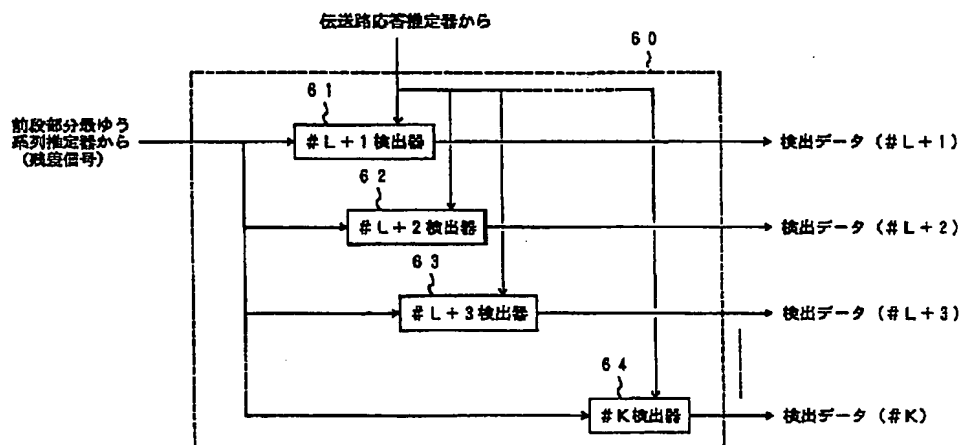 伝送路応答推定器から
60
61
前段部分最ゆう
系列推定器から
(残度信号)
#L+1検出器
検出データ(#L+1)
62
#L+2検出器
検出データ(#L+2)
63
#L+3検出器
検出データ(#L+3)
64
#K検出器
検出データ(#K)